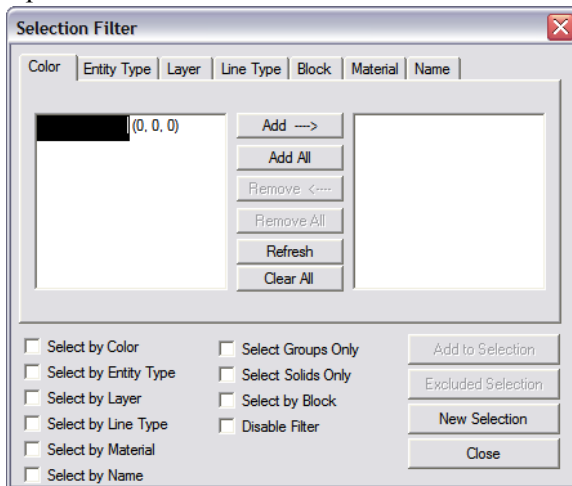 Selection Filter
Color Entity Type Layer Line Type Block Material Name
(0, 0, 0)
Add ---->
Add All
Remove <----
Remove All
Refresh
Clear All
Select by Color
Select by Entity Type
Select by Layer
Select by Line Type
Select by Material
Select by Name
Select Groups Only
Select Solids Only
Select by Block
Disable Filter
Add to Selection
Excluded Selection
New Selection
Close